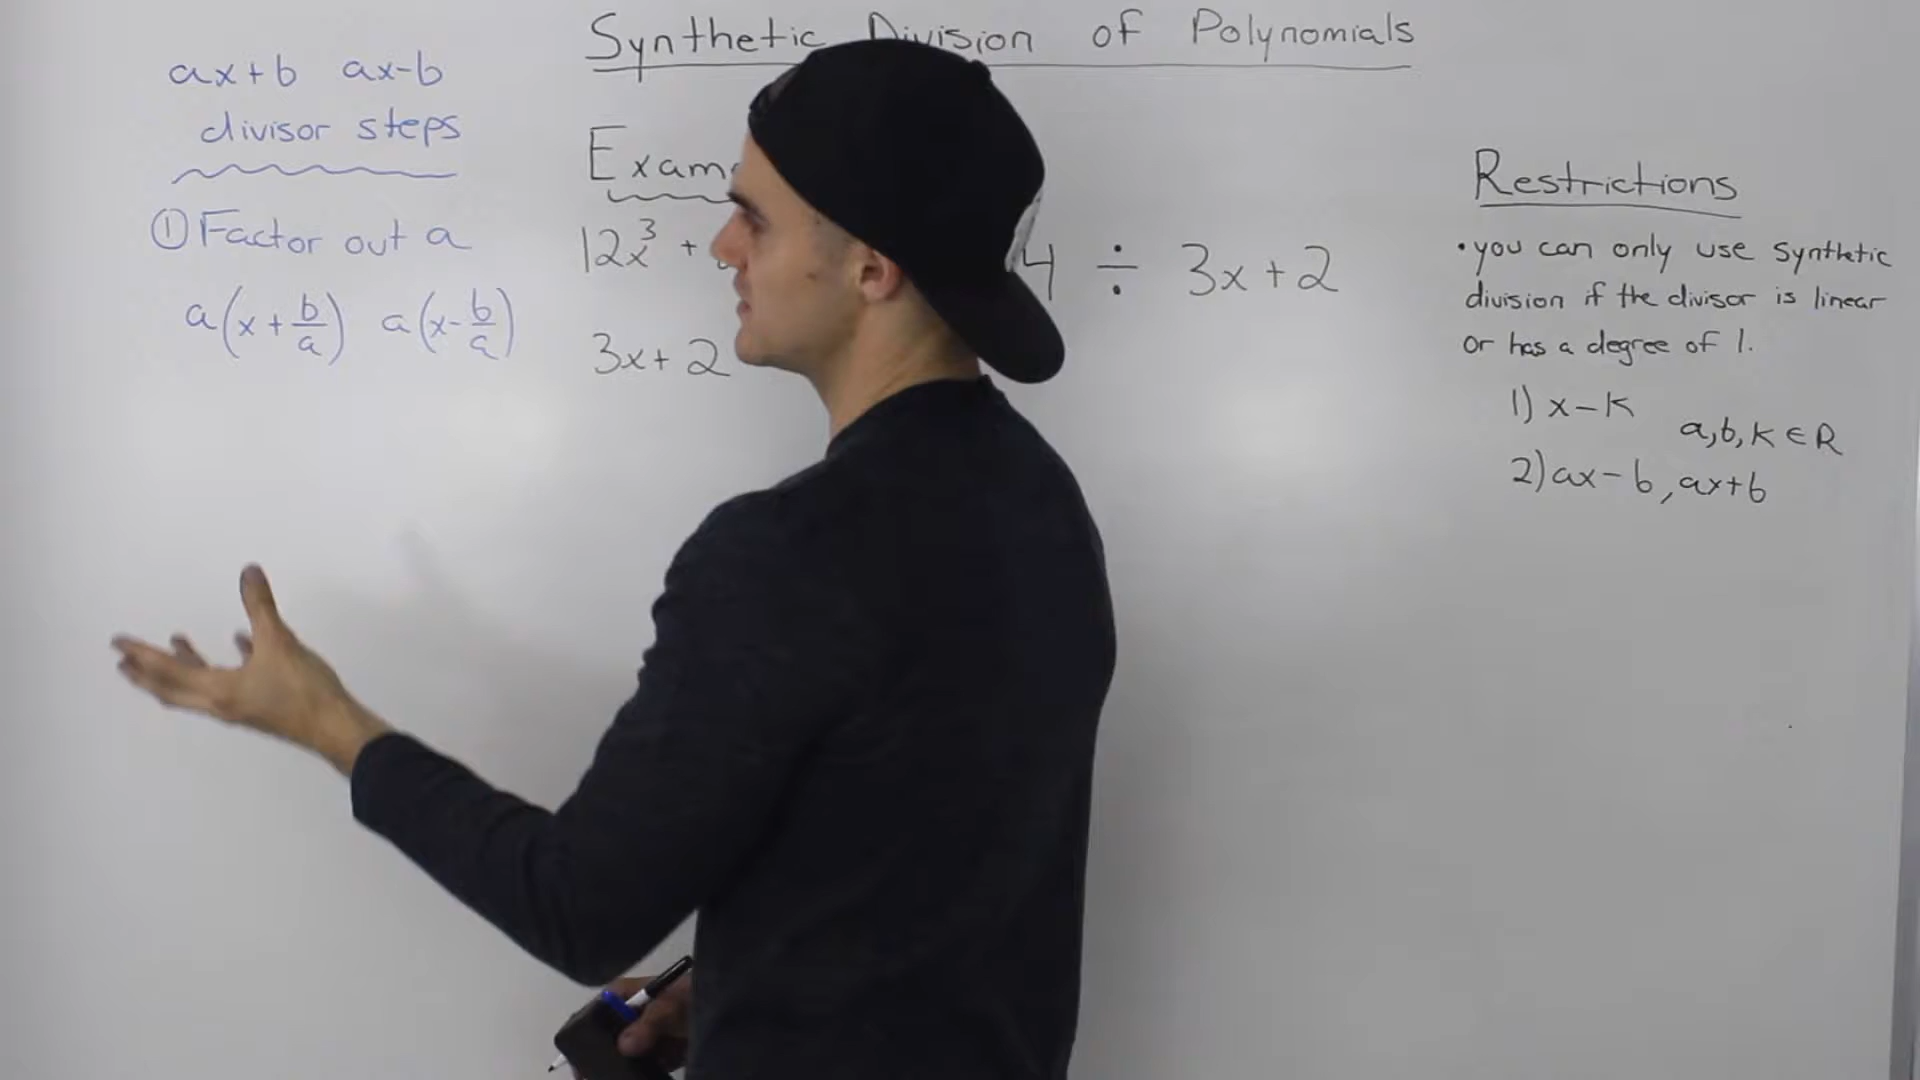 Synthetic Division of Polynomials
ax+b ax-b
divisor steps
① Factor out a
a(x+b/a) a(x-b/a)
12x³ + 4 ÷ 3x+2
3x+2
Restrictions
• you can only use synthetic
division if the divisor is linear
or has a degree of 1.
1) x-k
a,b,k ∈ R
2) ax-b, ax+b